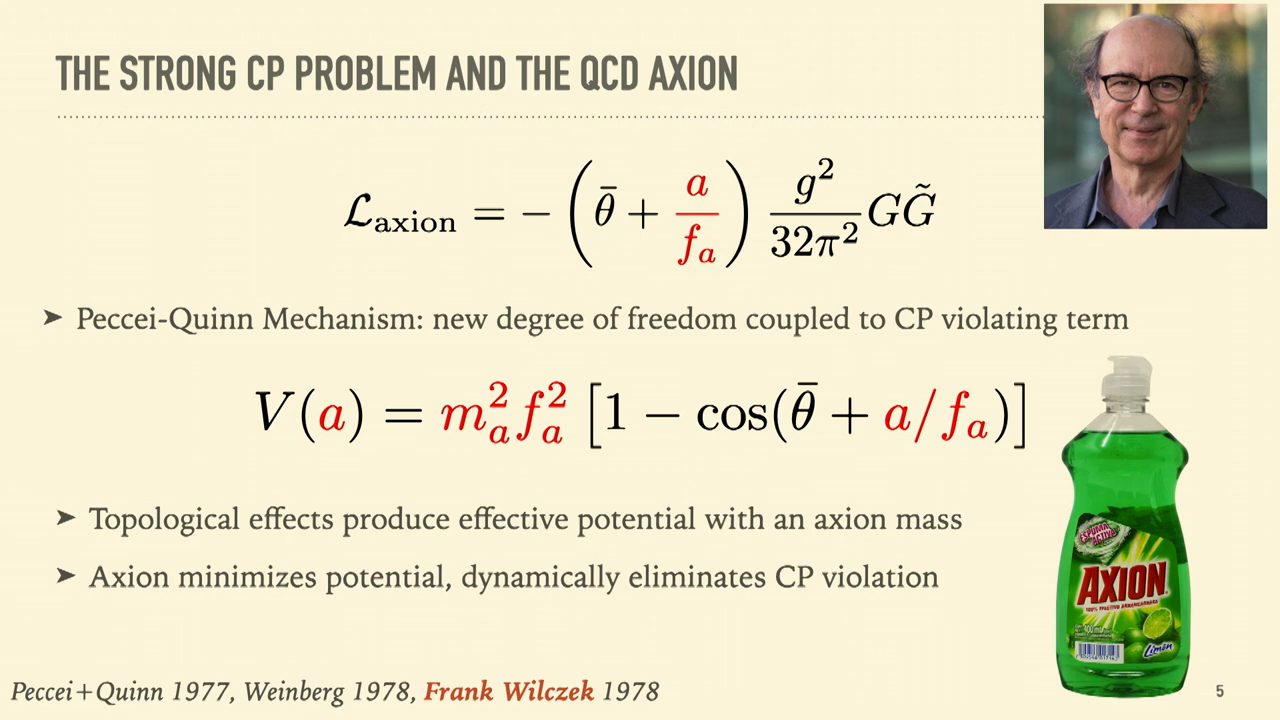 THE STRONG CP PROBLEM AND THE QCD AXION
ℒ_axion = − (θ̄ + a/f_a) g²/32π² GG̃
➤ Peccei-Quinn Mechanism: new degree of freedom coupled to CP violating term
V(a) = m_a² f_a² [1 − cos(θ̄ + a/f_a)]
➤ Topological effects produce effective potential with an axion mass
➤ Axion minimizes potential, dynamically eliminates CP violation
ESPUMA
ACTIVA
AXION
Limón
Peccei+Quinn 1977, Weinberg 1978, Frank Wilczek 1978
5